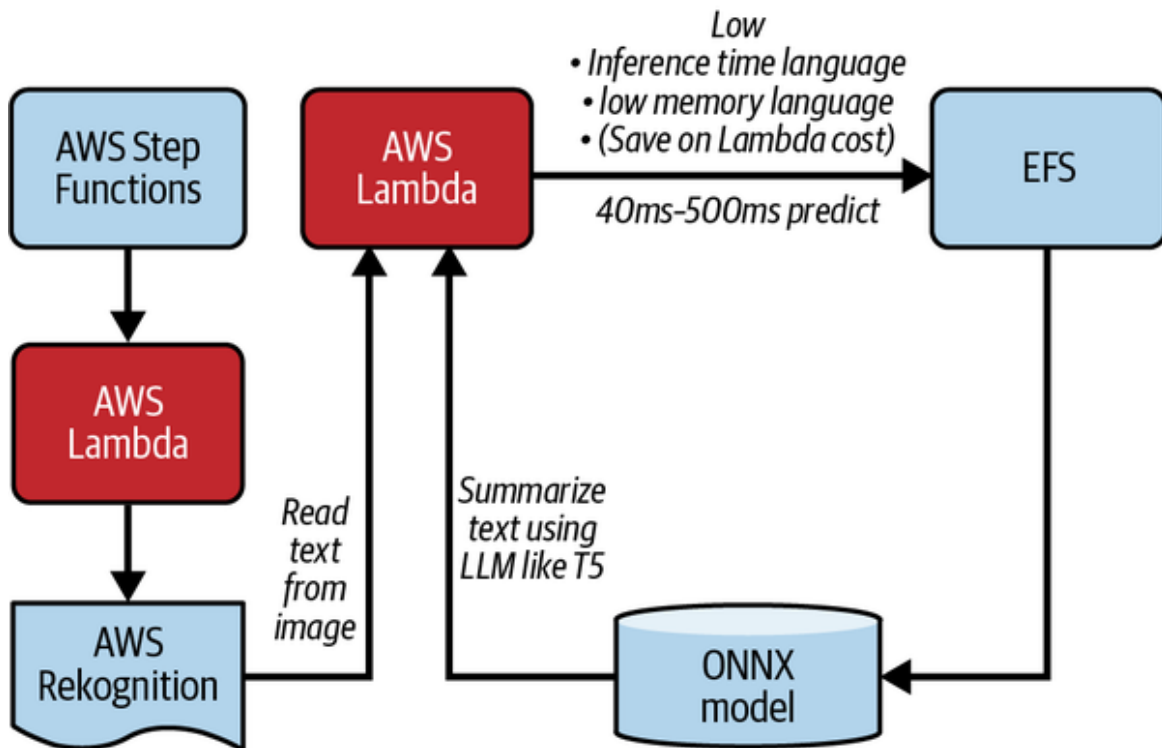 AWS Step
Functions
AWS
Lambda
AWS
Rekognition
Read
text
from
image
AWS
Lambda
Summarize
text using
LLM like T5
Low
• Inference time language
• low memory language
• (Save on Lambda cost)
40ms–500ms predict
EFS
ONNX
model